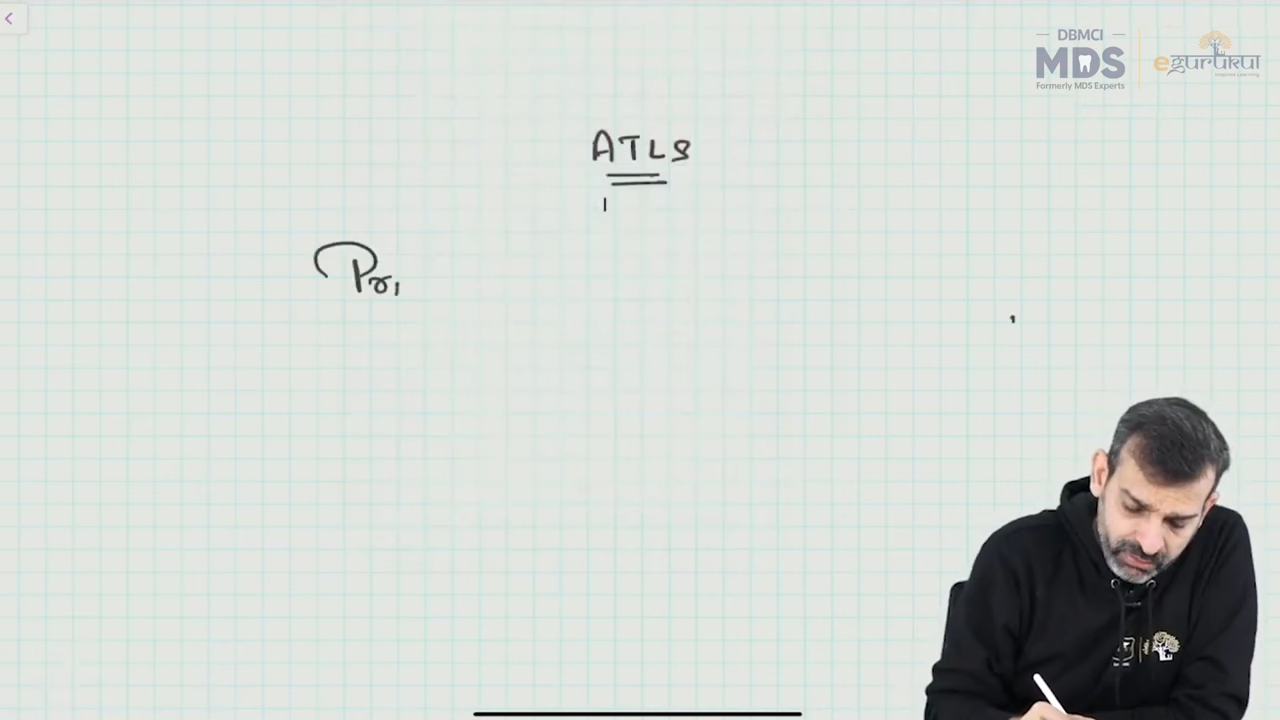 DBMCI
MDS
Formerly MDS Experts
egurukul
ATLS
Pri